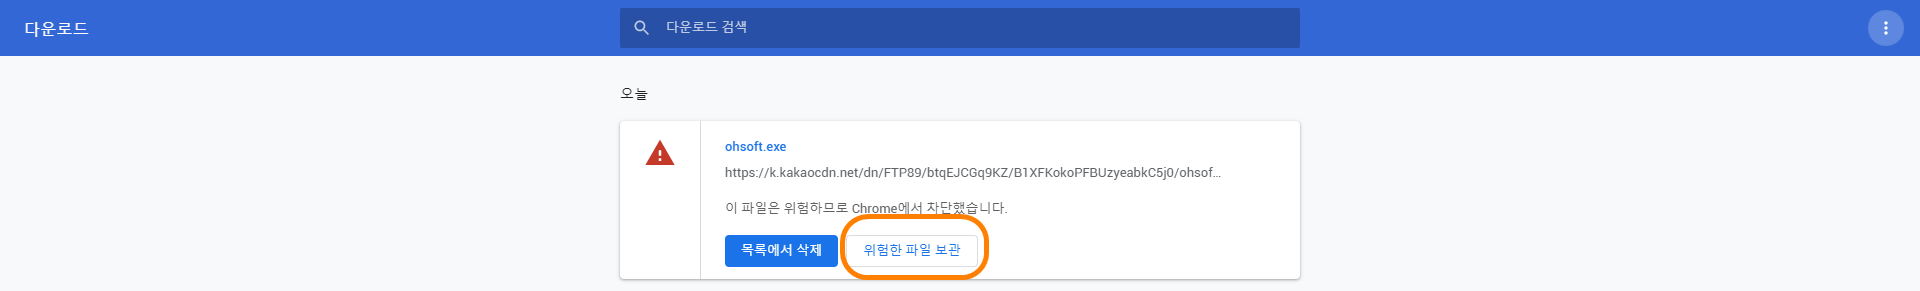 다운로드
다운로드 검색
오늘
ohsoft.exe
https://k.kakaocdn.net/dn/FTP89/btqEJCGq9KZ/B1XFKokoPFBUzyeabkC5j0/ohsof...
이 파일은 위험하므로 Chrome에서 차단했습니다.
목록에서 삭제 위험한 파일 보관